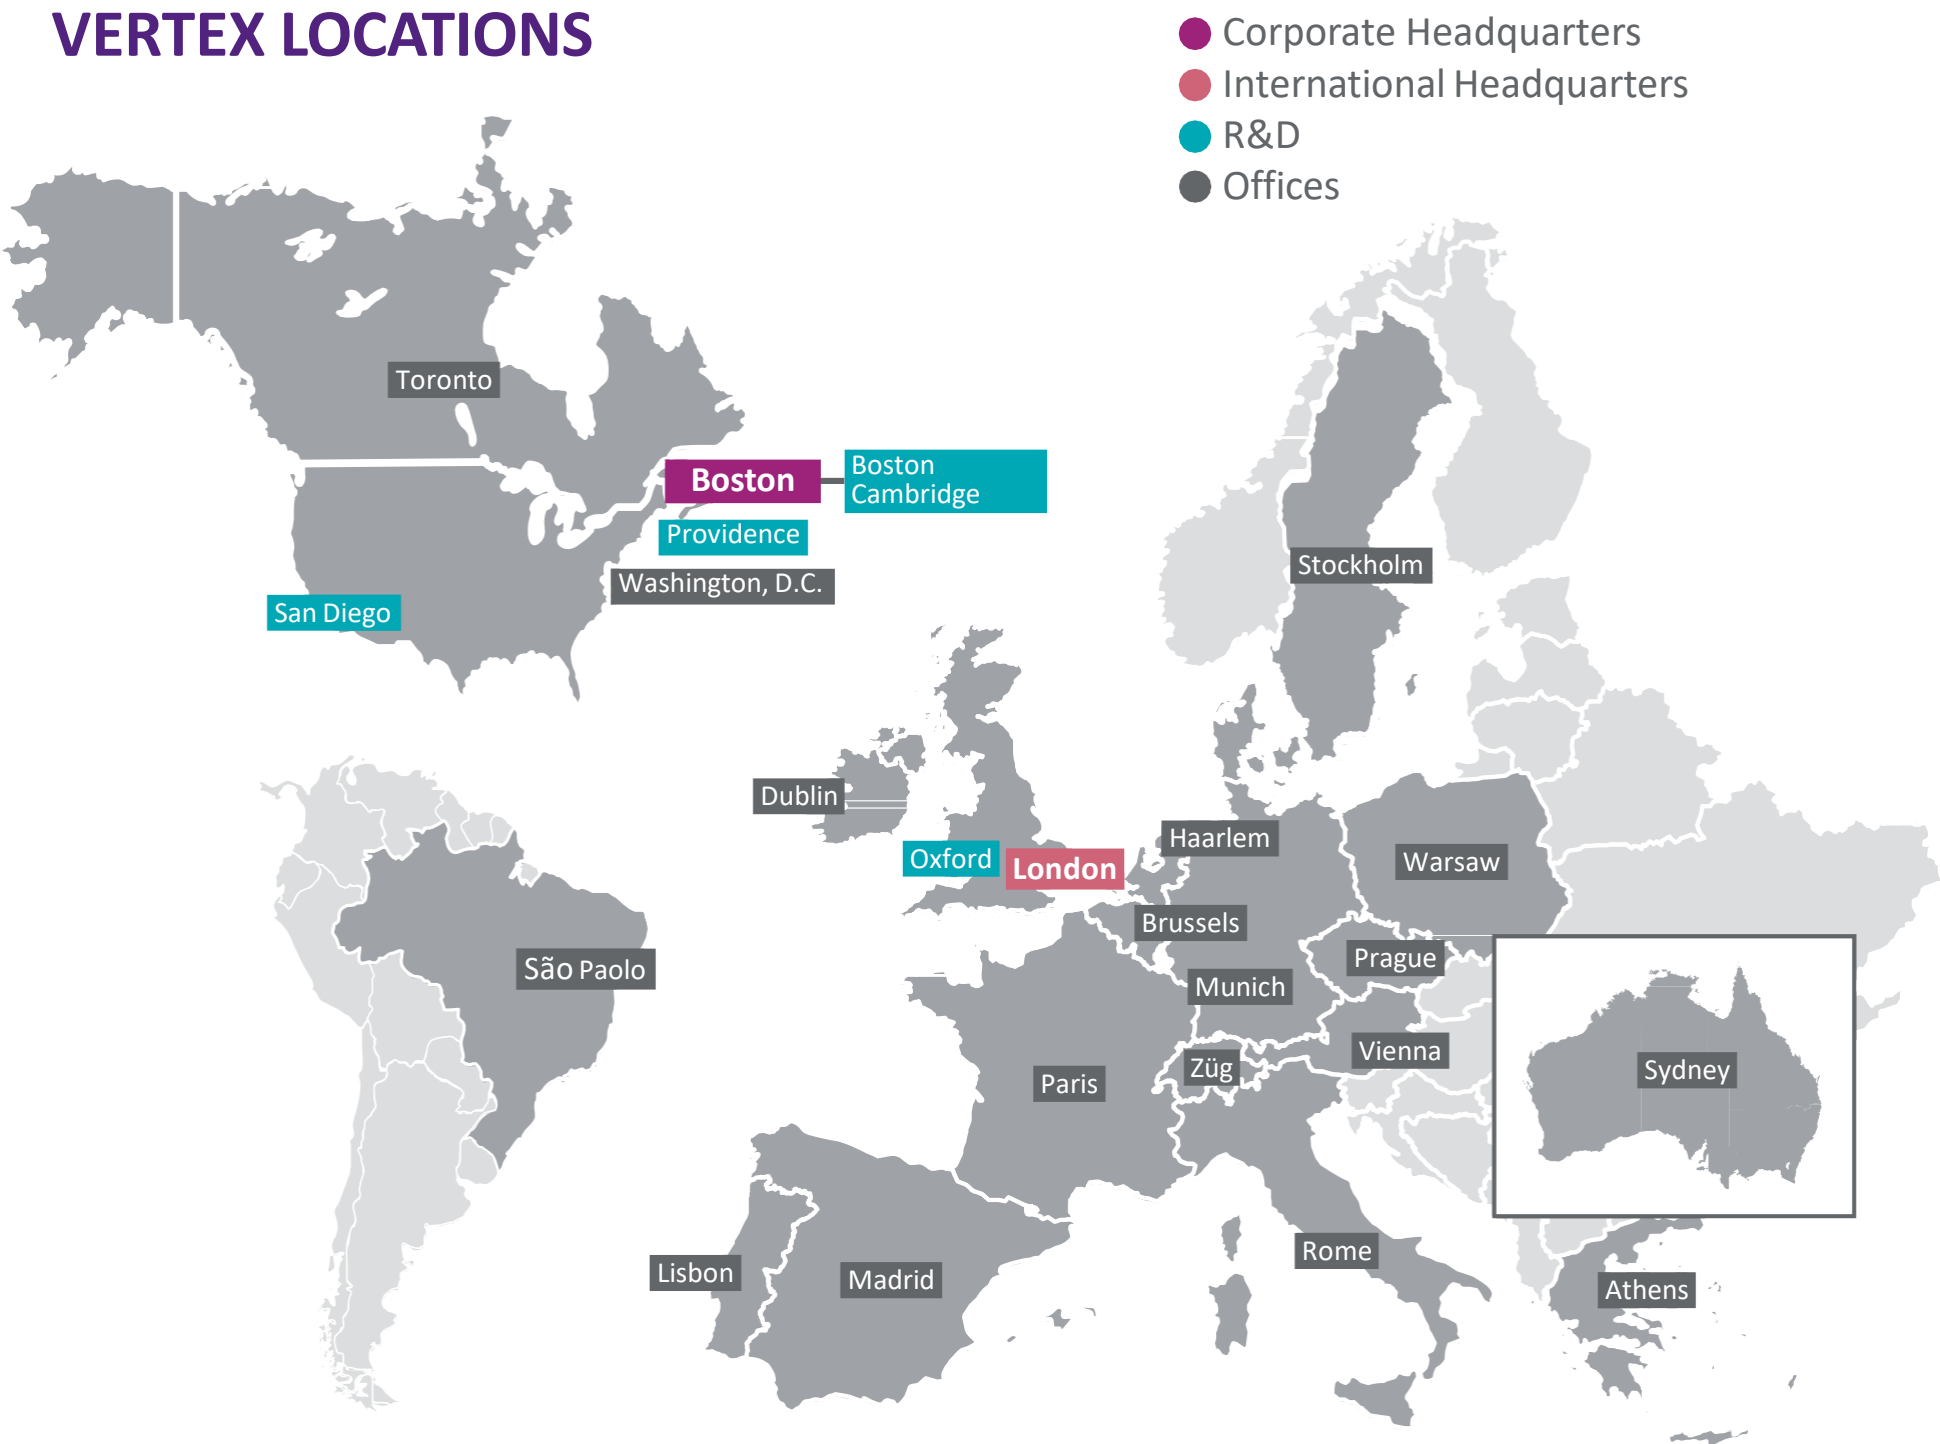 VERTEX LOCATIONS
Corporate Headquarters
International Headquarters
R&D
Offices
Toronto
Boston
Boston
Cambridge
Providence
Washington, D.C.
San Diego
Stockholm
Dublin
Haarlem
Oxford
London
Warsaw
Brussels
Prague
São Paolo
Munich
Vienna
Züg
Paris
Sydney
Lisbon
Madrid
Rome
Athens